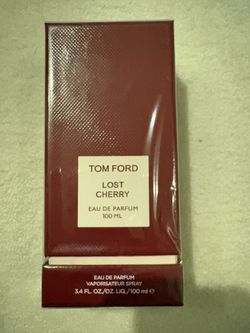 TOM FORD
LOST
CHERRY
EAU DE PARFUM
100 ML
EAU DE PARFUM
VAPORISATEUR SPRAY
3.4 FL. OZ./OZ. LIQ./100 ml ℮